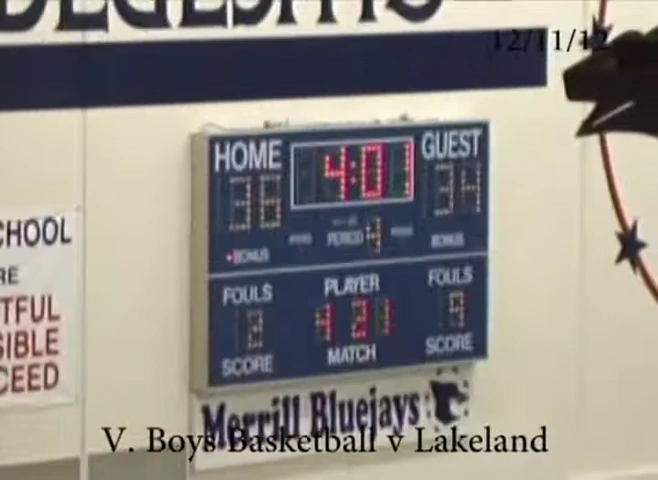 12/11/12
HOME 4:01 GUEST
36 34
PERIOD 4
BONUS BONUS
FOULS PLAYER FOULS
4 21 9
SCORE MATCH SCORE
CHOOL
RE
TFUL
SIBLE
CEED
Merrill Bluejays
V. Boys Basketball v Lakeland